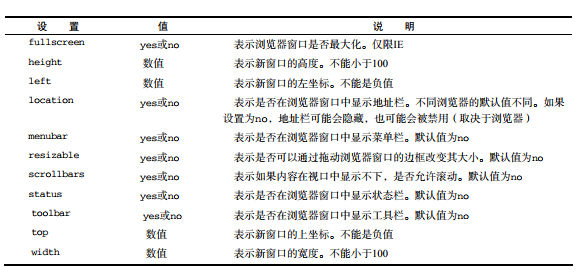 设 置 值 说 明
fullscreen yes或no 表示浏览器窗口是否最大化。仅限IE
height 数值 表示新窗口的高度。不能小于100
left 数值 表示新窗口的左坐标。不能是负值
location yes或no 表示是否在浏览器窗口中显示地址栏。不同浏览器的默认值不同。如果
设置为no，地址栏可能会隐藏，也可能会被禁用（取决于浏览器）
menubar yes或no 表示是否在浏览器窗口中显示菜单栏。默认值为no
resizable yes或no 表示是否可以通过拖动浏览器窗口的边框改变其大小。默认值为no
scrollbars yes或no 表示如果内容在视口中显示不下，是否允许滚动。默认值为no
status yes或no 表示是否在浏览器窗口中显示状态栏。默认值为no
toolbar yes或no 表示是否在浏览器窗口中显示工具栏。默认值为no
top 数值 表示新窗口的上坐标。不能是负值
width 数值 表示新窗口的宽度。不能小于100